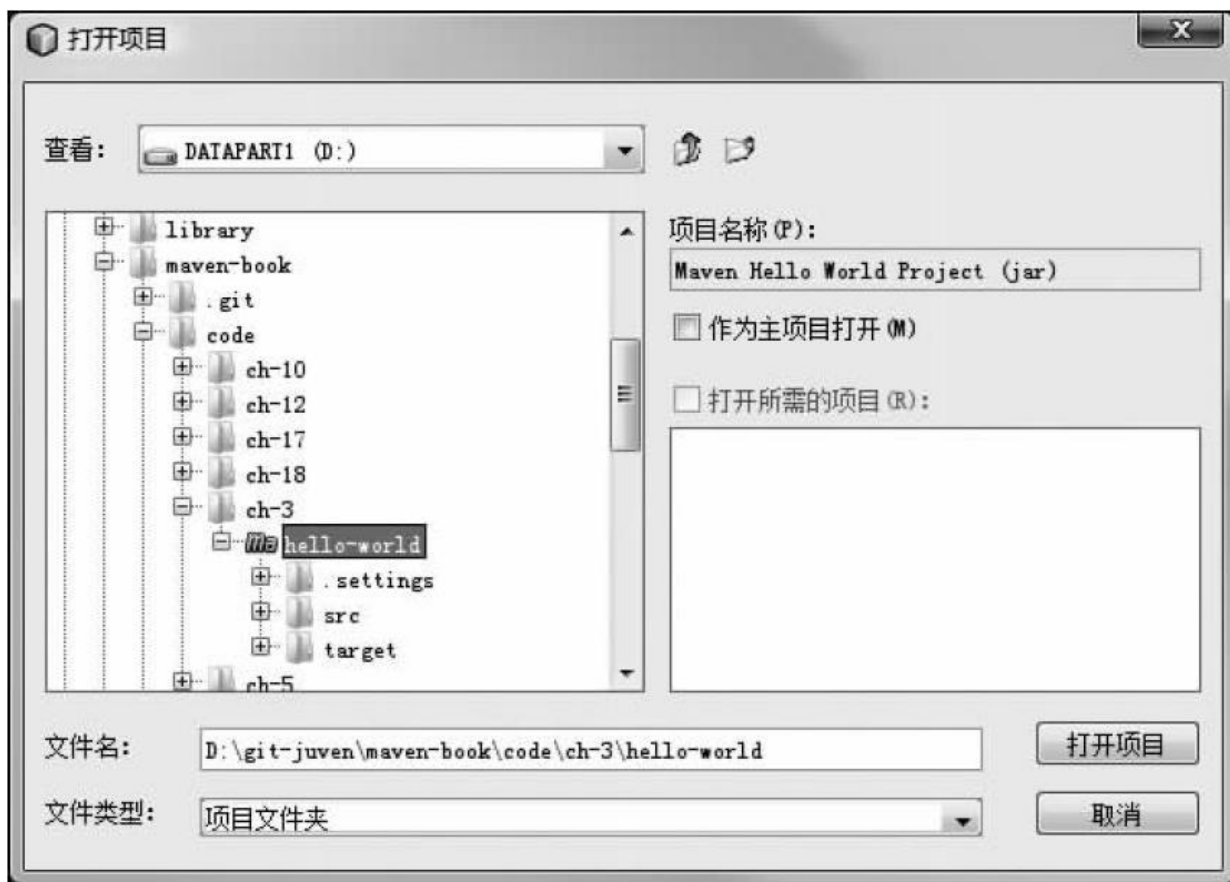 打开项目
查看:
DATAPART1 (D:)
library
maven-book
.git
code
ch-10
ch-12
ch-17
ch-18
ch-3
hello-world
.settings
src
target
ch-5
项目名称(P):
Maven Hello World Project (jar)
作为主项目打开(M)
打开所需的项目(R):
文件名:
D:\git-juven\maven-book\code\ch-3\hello-world
打开项目
文件类型:
项目文件夹
取消